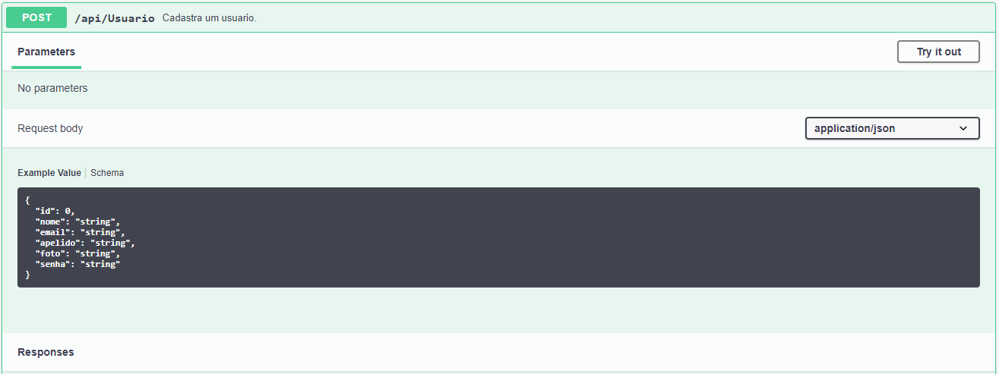 POST /api/Usuario Cadastra um usuario.
Parameters Try it out
No parameters
Request body application/json
Example Value Schema
{
"id": 0,
"nome": "string",
"email": "string",
"apelido": "string",
"foto": "string",
"senha": "string"
}
Responses